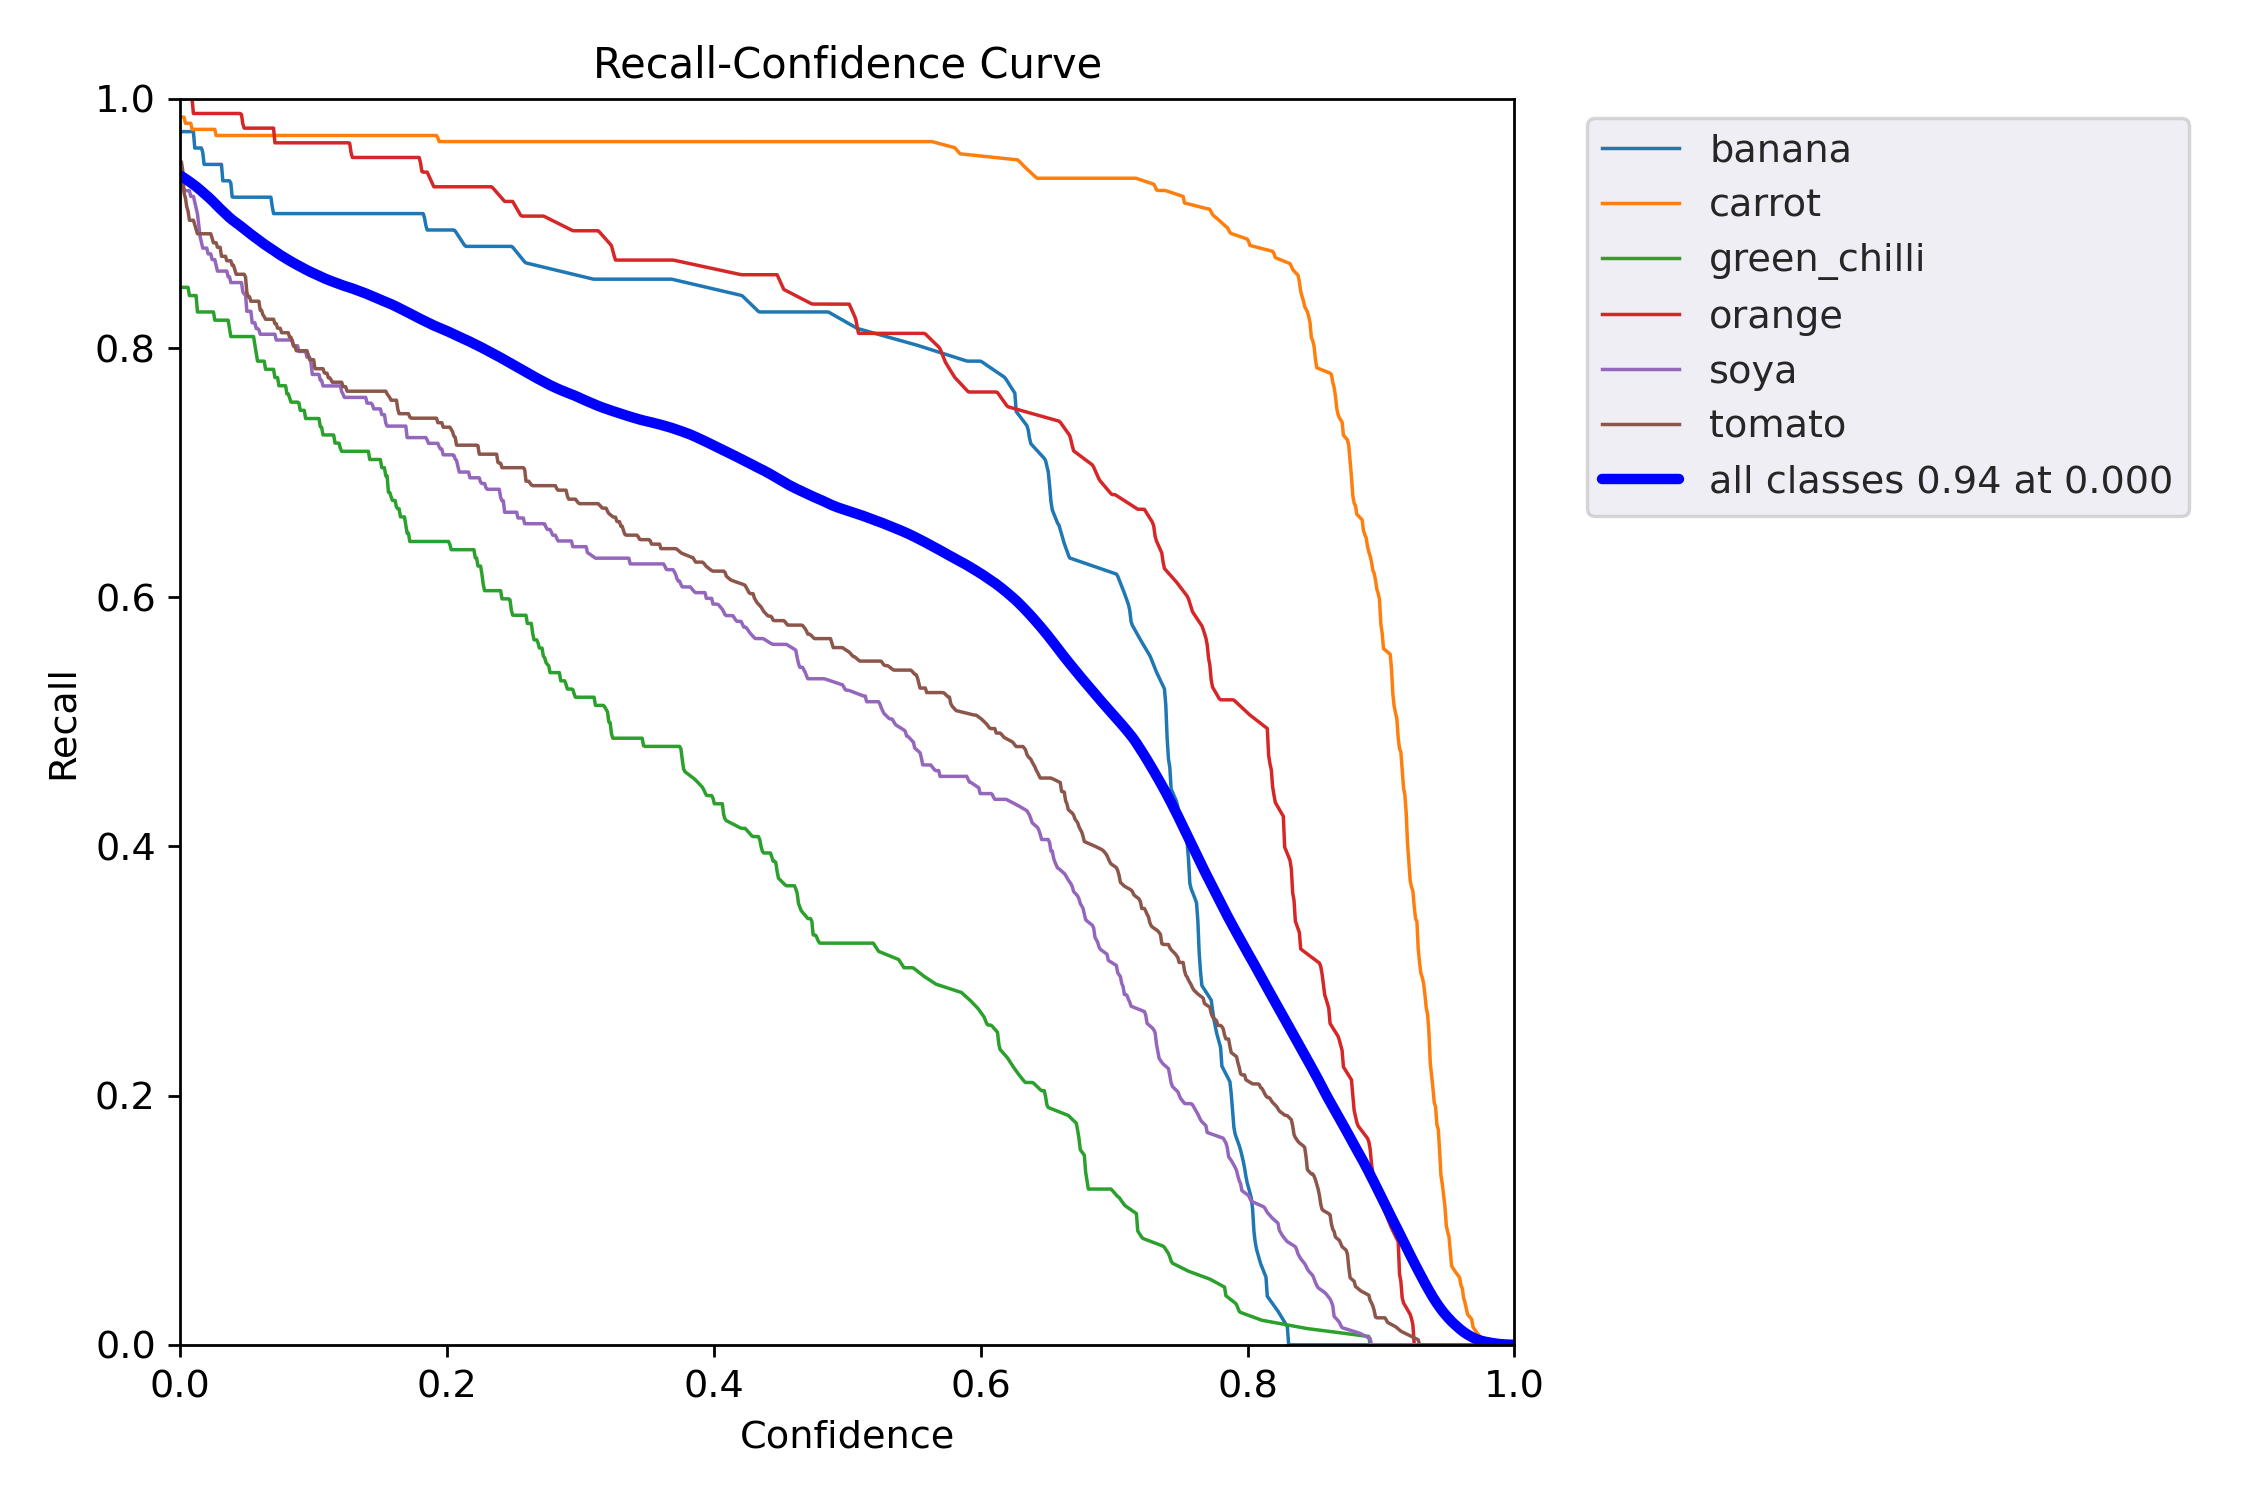 Recall-Confidence Curve
1.0
0.8
0.6
0.4
0.2
0.0
Recall
0.0 0.2 0.4 0.6 0.8 1.0
Confidence
banana
carrot
green_chilli
orange
soya
tomato
all classes 0.94 at 0.000